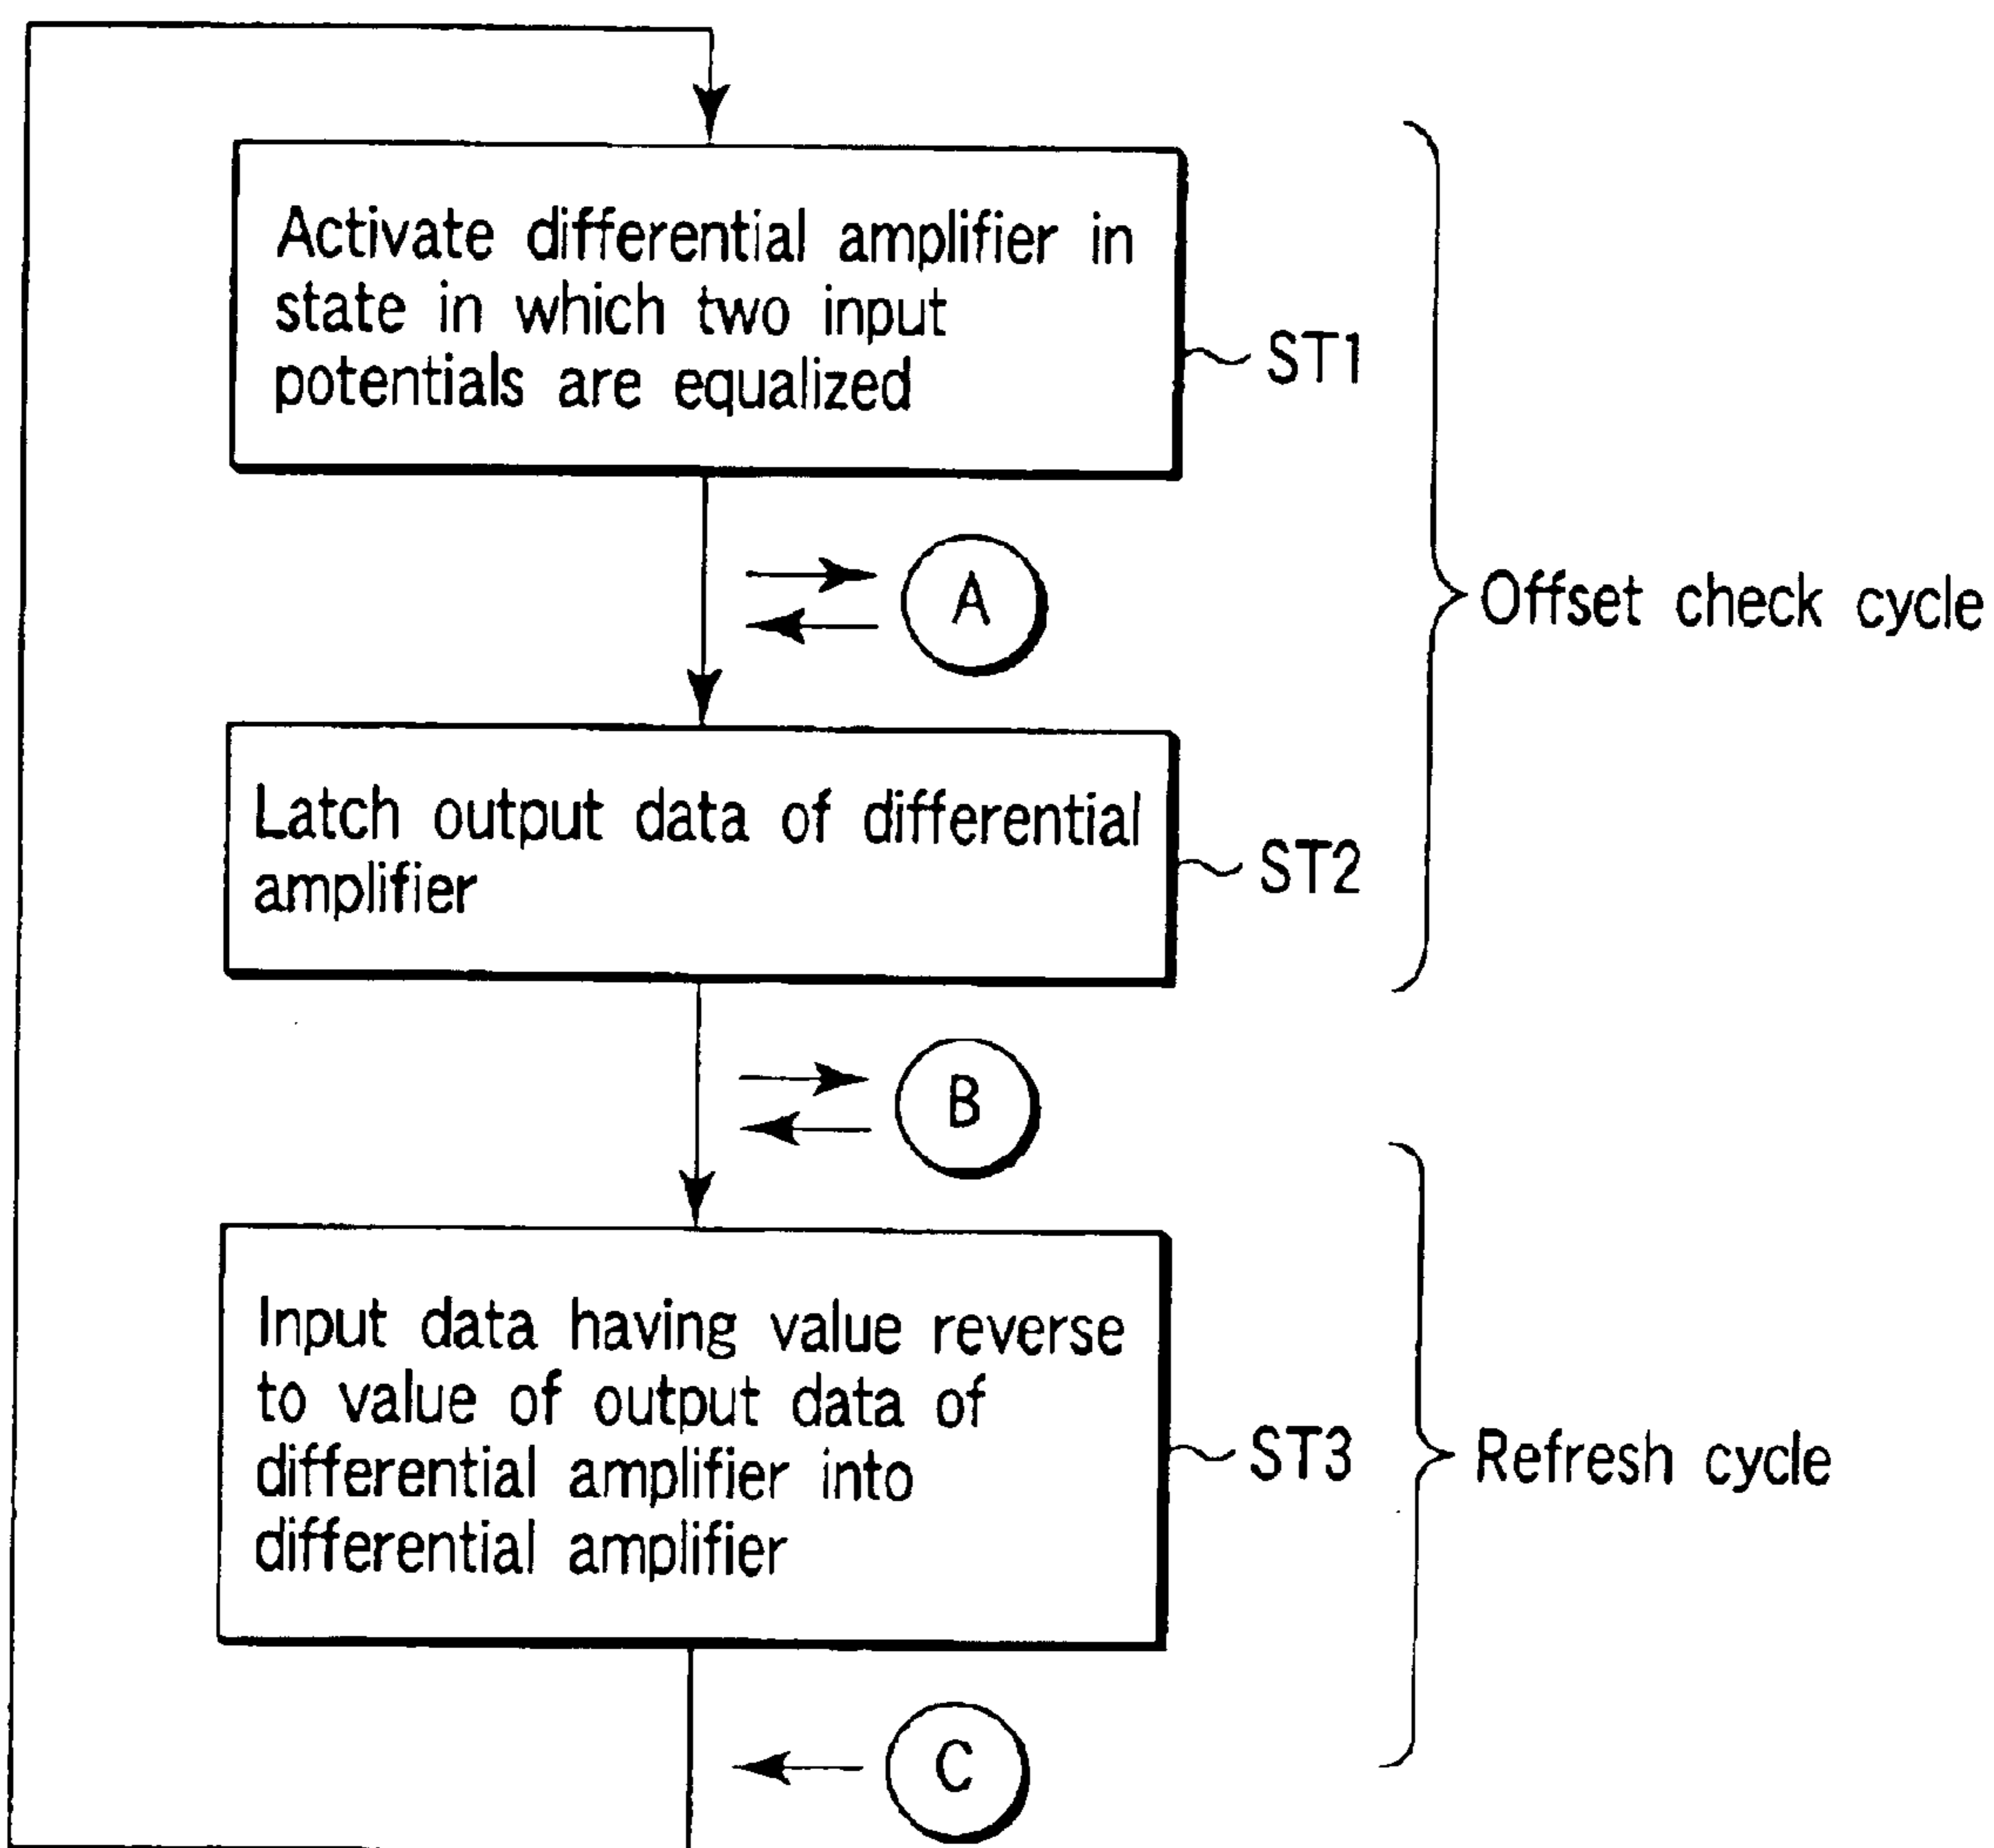 Activate differential amplifier in
state in which two input
potentials are equalized
ST1
A
Offset check cycle
Latch output data of differential
amplifier
ST2
B
Input data having value reverse
to value of output data of
differential amplifier into
differential amplifier
ST3
Refresh cycle
C